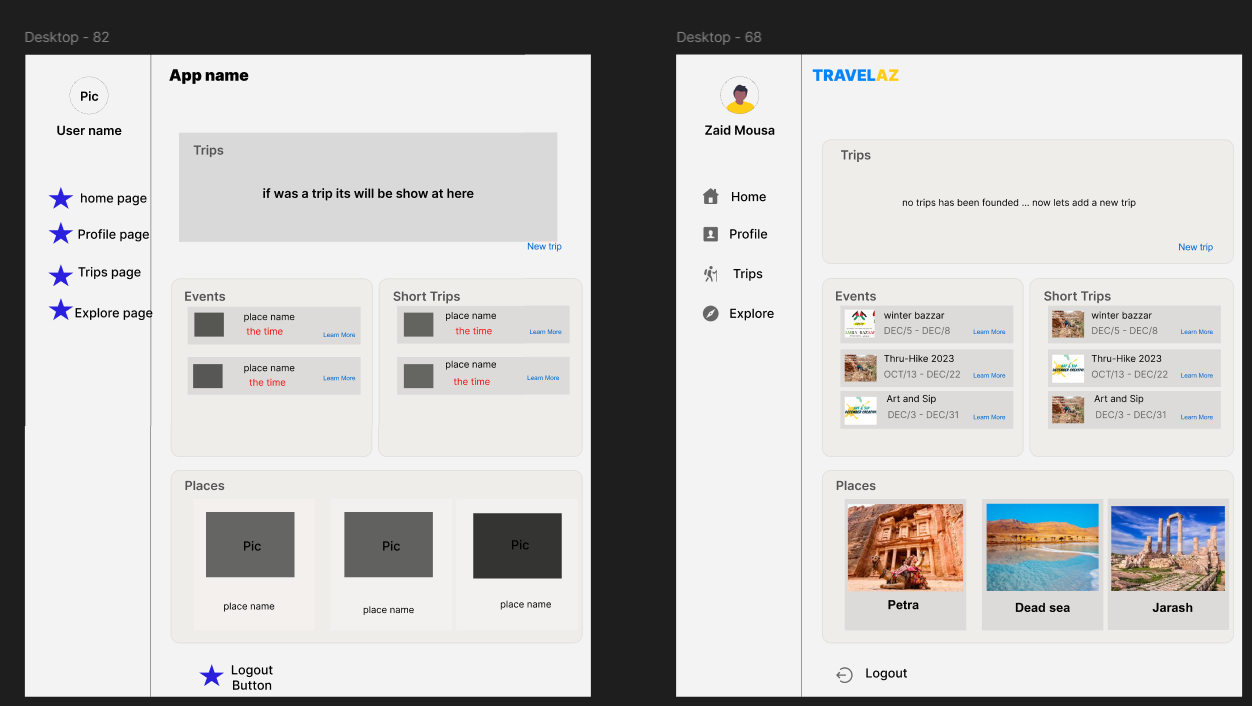 Desktop - 82
App name
Pic
User name
home page
Profile page
Trips page
Explore page
Trips
if was a trip its will be show at here
New trip
Events
place name
the time
Learn More
place name
the time
Learn More
Short Trips
place name
the time
Learn More
place name
the time
Learn More
Places
Pic
place name
Pic
place name
Pic
place name
Logout
Button
Desktop - 68
TRAVELAZ
Zaid Mousa
Home
Profile
Trips
Explore
Trips
no trips has been founded ... now lets add a new trip
New trip
Events
winter bazzar
DEC/5 - DEC/8
Learn More
Thru-Hike 2023
OCT/13 - DEC/22
Learn More
Art and Sip
DEC/3 - DEC/31
Learn More
Short Trips
winter bazzar
DEC/5 - DEC/8
Learn More
Thru-Hike 2023
OCT/13 - DEC/22
Learn More
Art and Sip
DEC/3 - DEC/31
Learn More
Places
Petra
Dead sea
Jarash
Logout